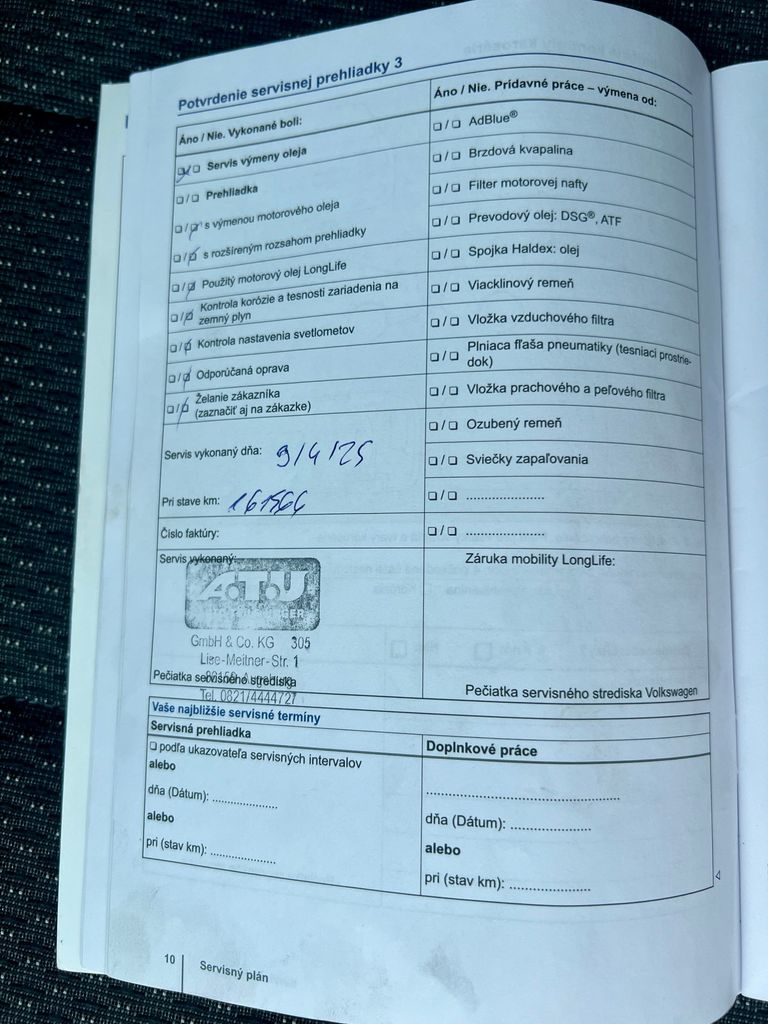 Potvrdenie servisnej prehliadky 3
Áno / Nie. Vykonané boli:
❏/❏ Servis výmeny oleja
❏/❏ Prehliadka
❏/❏ s výmenou motorového oleja
❏/❏ s rozšíreným rozsahom prehliadky
❏/❏ Použitý motorový olej LongLife
❏/❏ Kontrola korózie a tesnosti zariadenia na
zemný plyn
❏/❏ Kontrola nastavenia svetlometov
❏/❏ Odporúčaná oprava
❏/❏ Želanie zákazníka
(zaznačiť aj na zákazke)
Servis vykonaný dňa: 9/4/25
Pri stave km:
Číslo faktúry:
Servis vykonaný:
A.T.U
GmbH & Co. KG 305
Lise-Meitner-Str. 1
Pečiatka servisného strediska
Tel. 0821/4444727
Áno / Nie. Prídavné práce – výmena od:
❏/❏ AdBlue®
❏/❏ Brzdová kvapalina
❏/❏ Filter motorovej nafty
❏/❏ Prevodový olej: DSG®, ATF
❏/❏ Spojka Haldex: olej
❏/❏ Viacklinový remeň
❏/❏ Vložka vzduchového filtra
❏/❏ Plniaca fľaša pneumatiky (tesniaci prostrie-
dok)
❏/❏ Vložka prachového a peľového filtra
❏/❏ Ozubený remeň
❏/❏ Sviečky zapaľovania
❏/❏ ......................
❏/❏ ......................
Záruka mobility LongLife:
Pečiatka servisného strediska Volkswagen
Vaše najbližšie servisné termíny
Servisná prehliadka
❏ podľa ukazovateľa servisných intervalov
alebo
dňa (Dátum): ..................
alebo
pri (stav km): ..................
Doplnkové práce
......................................................
dňa (Dátum): ......................
alebo
pri (stav km): ......................
10
Servisný plán